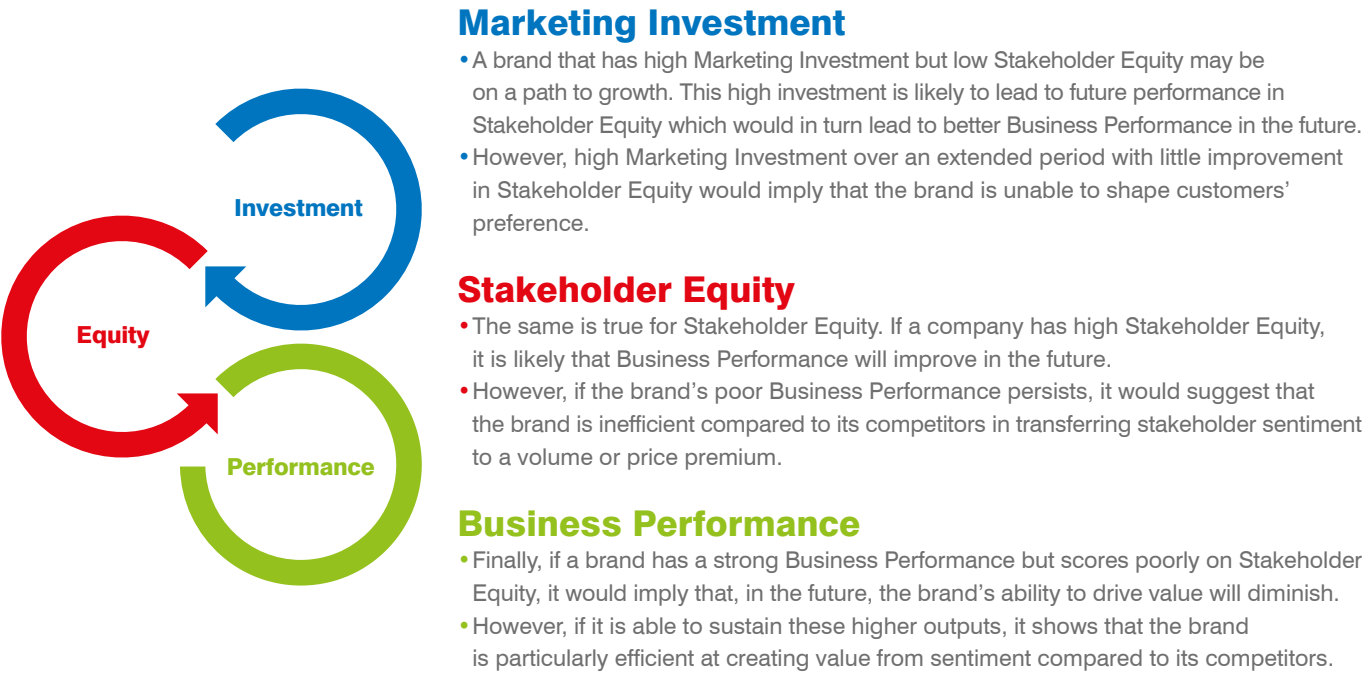 Marketing Investment
• A brand that has high Marketing Investment but low Stakeholder Equity may be
on a path to growth. This high investment is likely to lead to future performance in
Stakeholder Equity which would in turn lead to better Business Performance in the future.
• However, high Marketing Investment over an extended period with little improvement
in Stakeholder Equity would imply that the brand is unable to shape customers’
preference.
Investment
Stakeholder Equity
• The same is true for Stakeholder Equity. If a company has high Stakeholder Equity,
it is likely that Business Performance will improve in the future.
• However, if the brand’s poor Business Performance persists, it would suggest that
the brand is inefficient compared to its competitors in transferring stakeholder sentiment
to a volume or price premium.
Equity
Performance
Business Performance
• Finally, if a brand has a strong Business Performance but scores poorly on Stakeholder
Equity, it would imply that, in the future, the brand’s ability to drive value will diminish.
• However, if it is able to sustain these higher outputs, it shows that the brand
is particularly efficient at creating value from sentiment compared to its competitors.